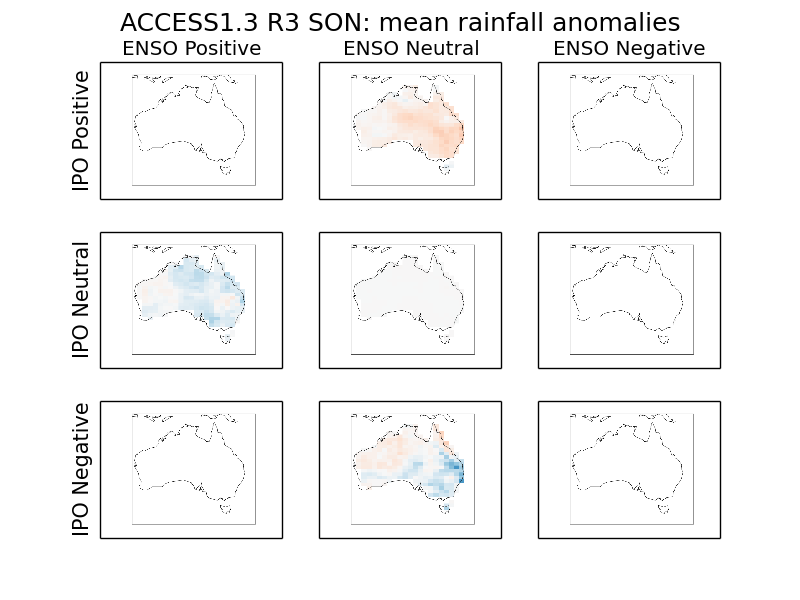 ACCESS1.3 R3 SON: mean rainfall anomalies
ENSO Positive
ENSO Neutral
ENSO Negative
IPO Positive
IPO Neutral
IPO Negative